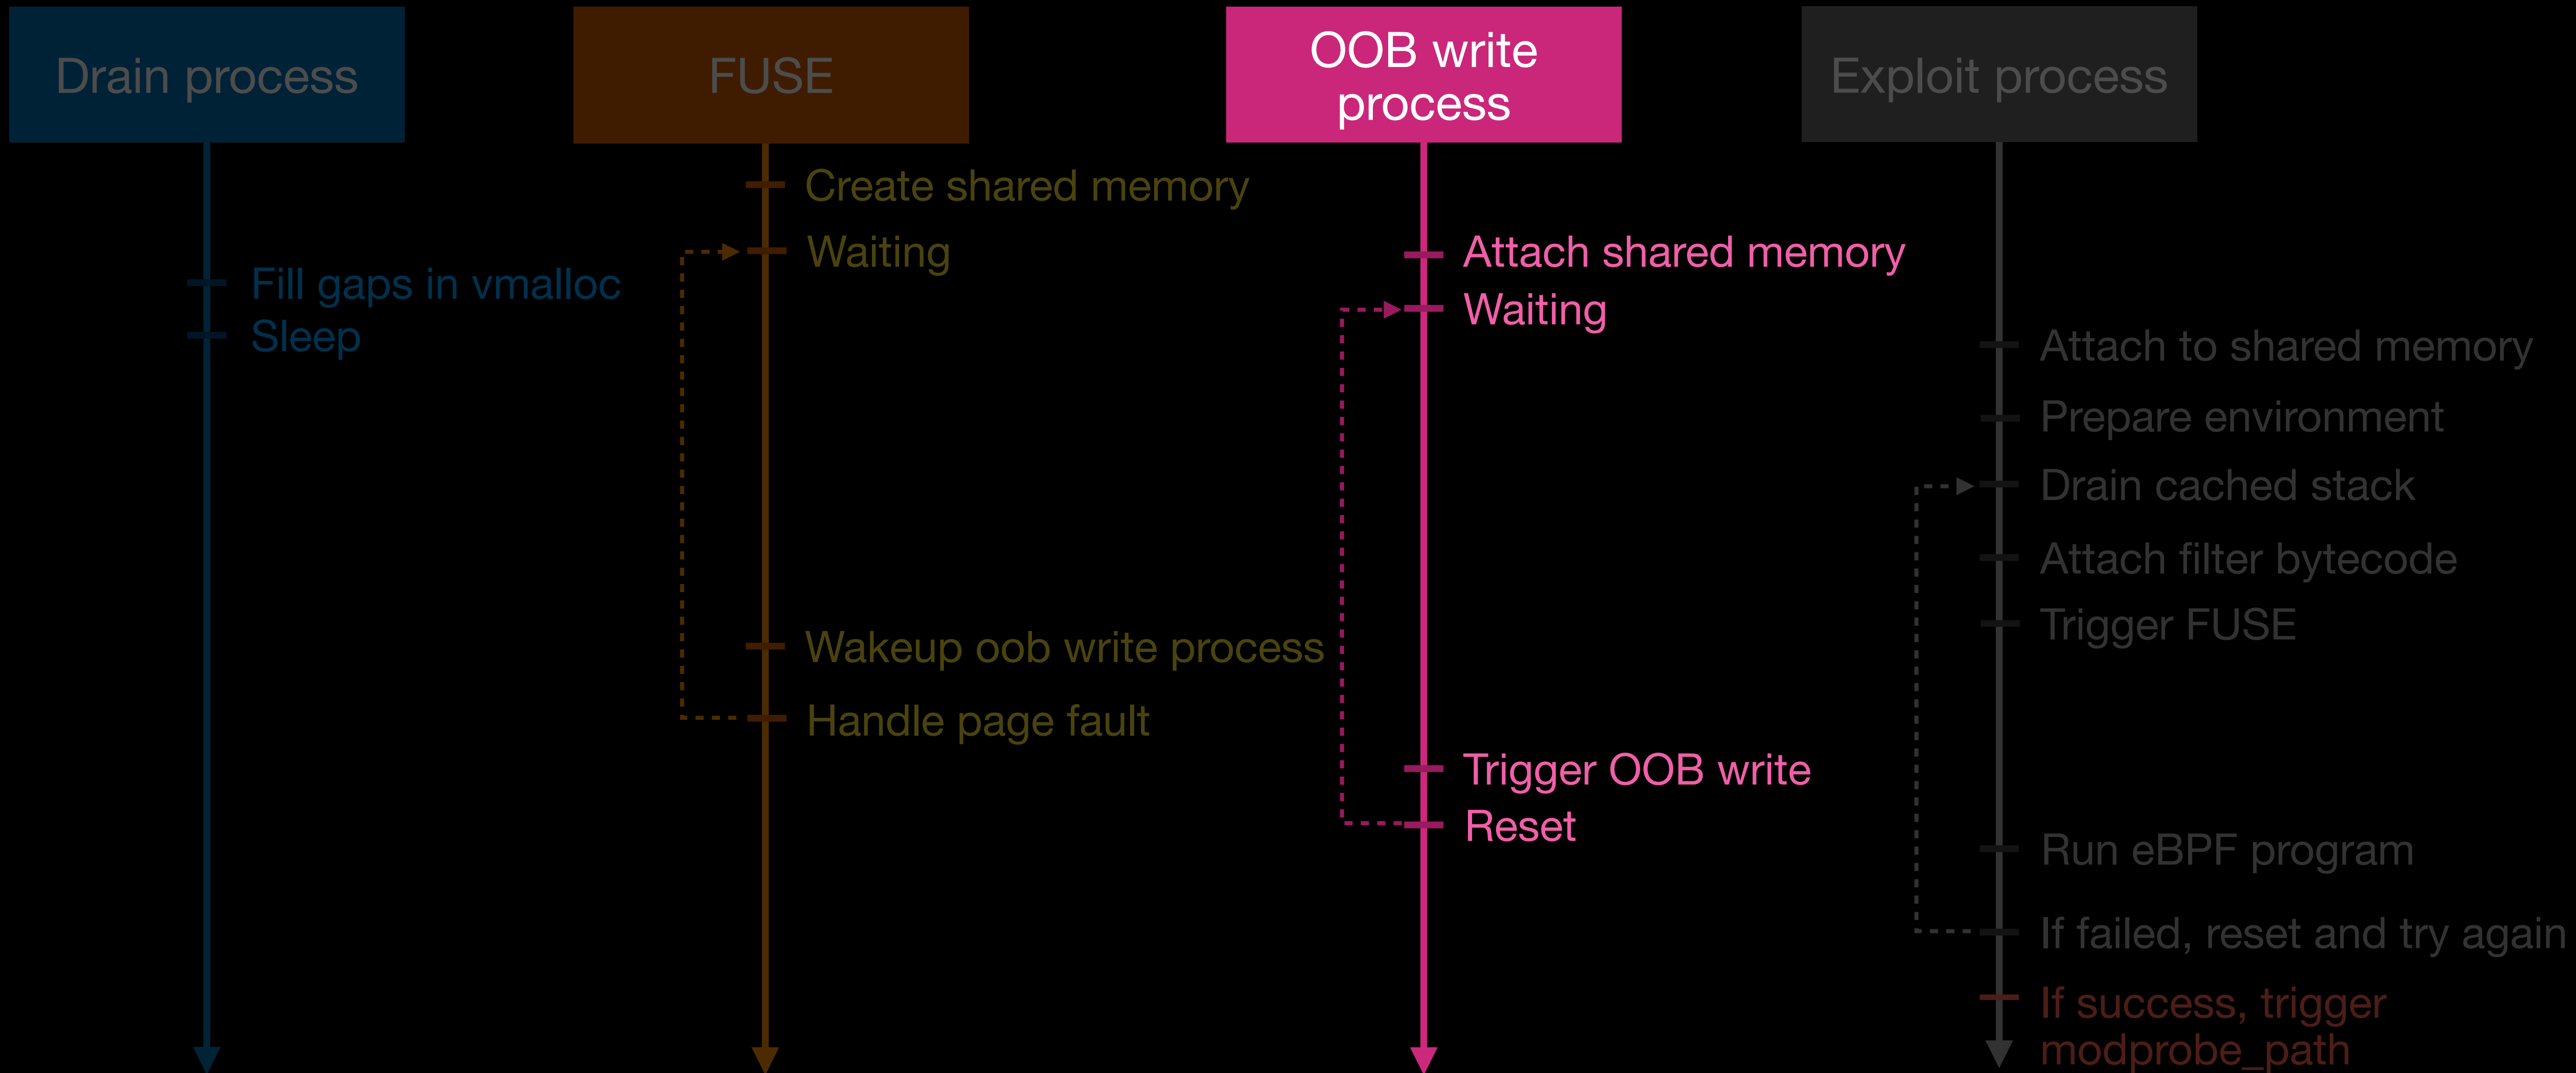 Drain process
Fill gaps in vmalloc
Sleep
FUSE
Create shared memory
Waiting
Wakeup oob write process
Handle page fault
OOB write
process
Attach shared memory
Waiting
Trigger OOB write
Reset
Exploit process
Attach to shared memory
Prepare environment
Drain cached stack
Attach filter bytecode
Trigger FUSE
Run eBPF program
If failed, reset and try again
If success, trigger
modprobe_path